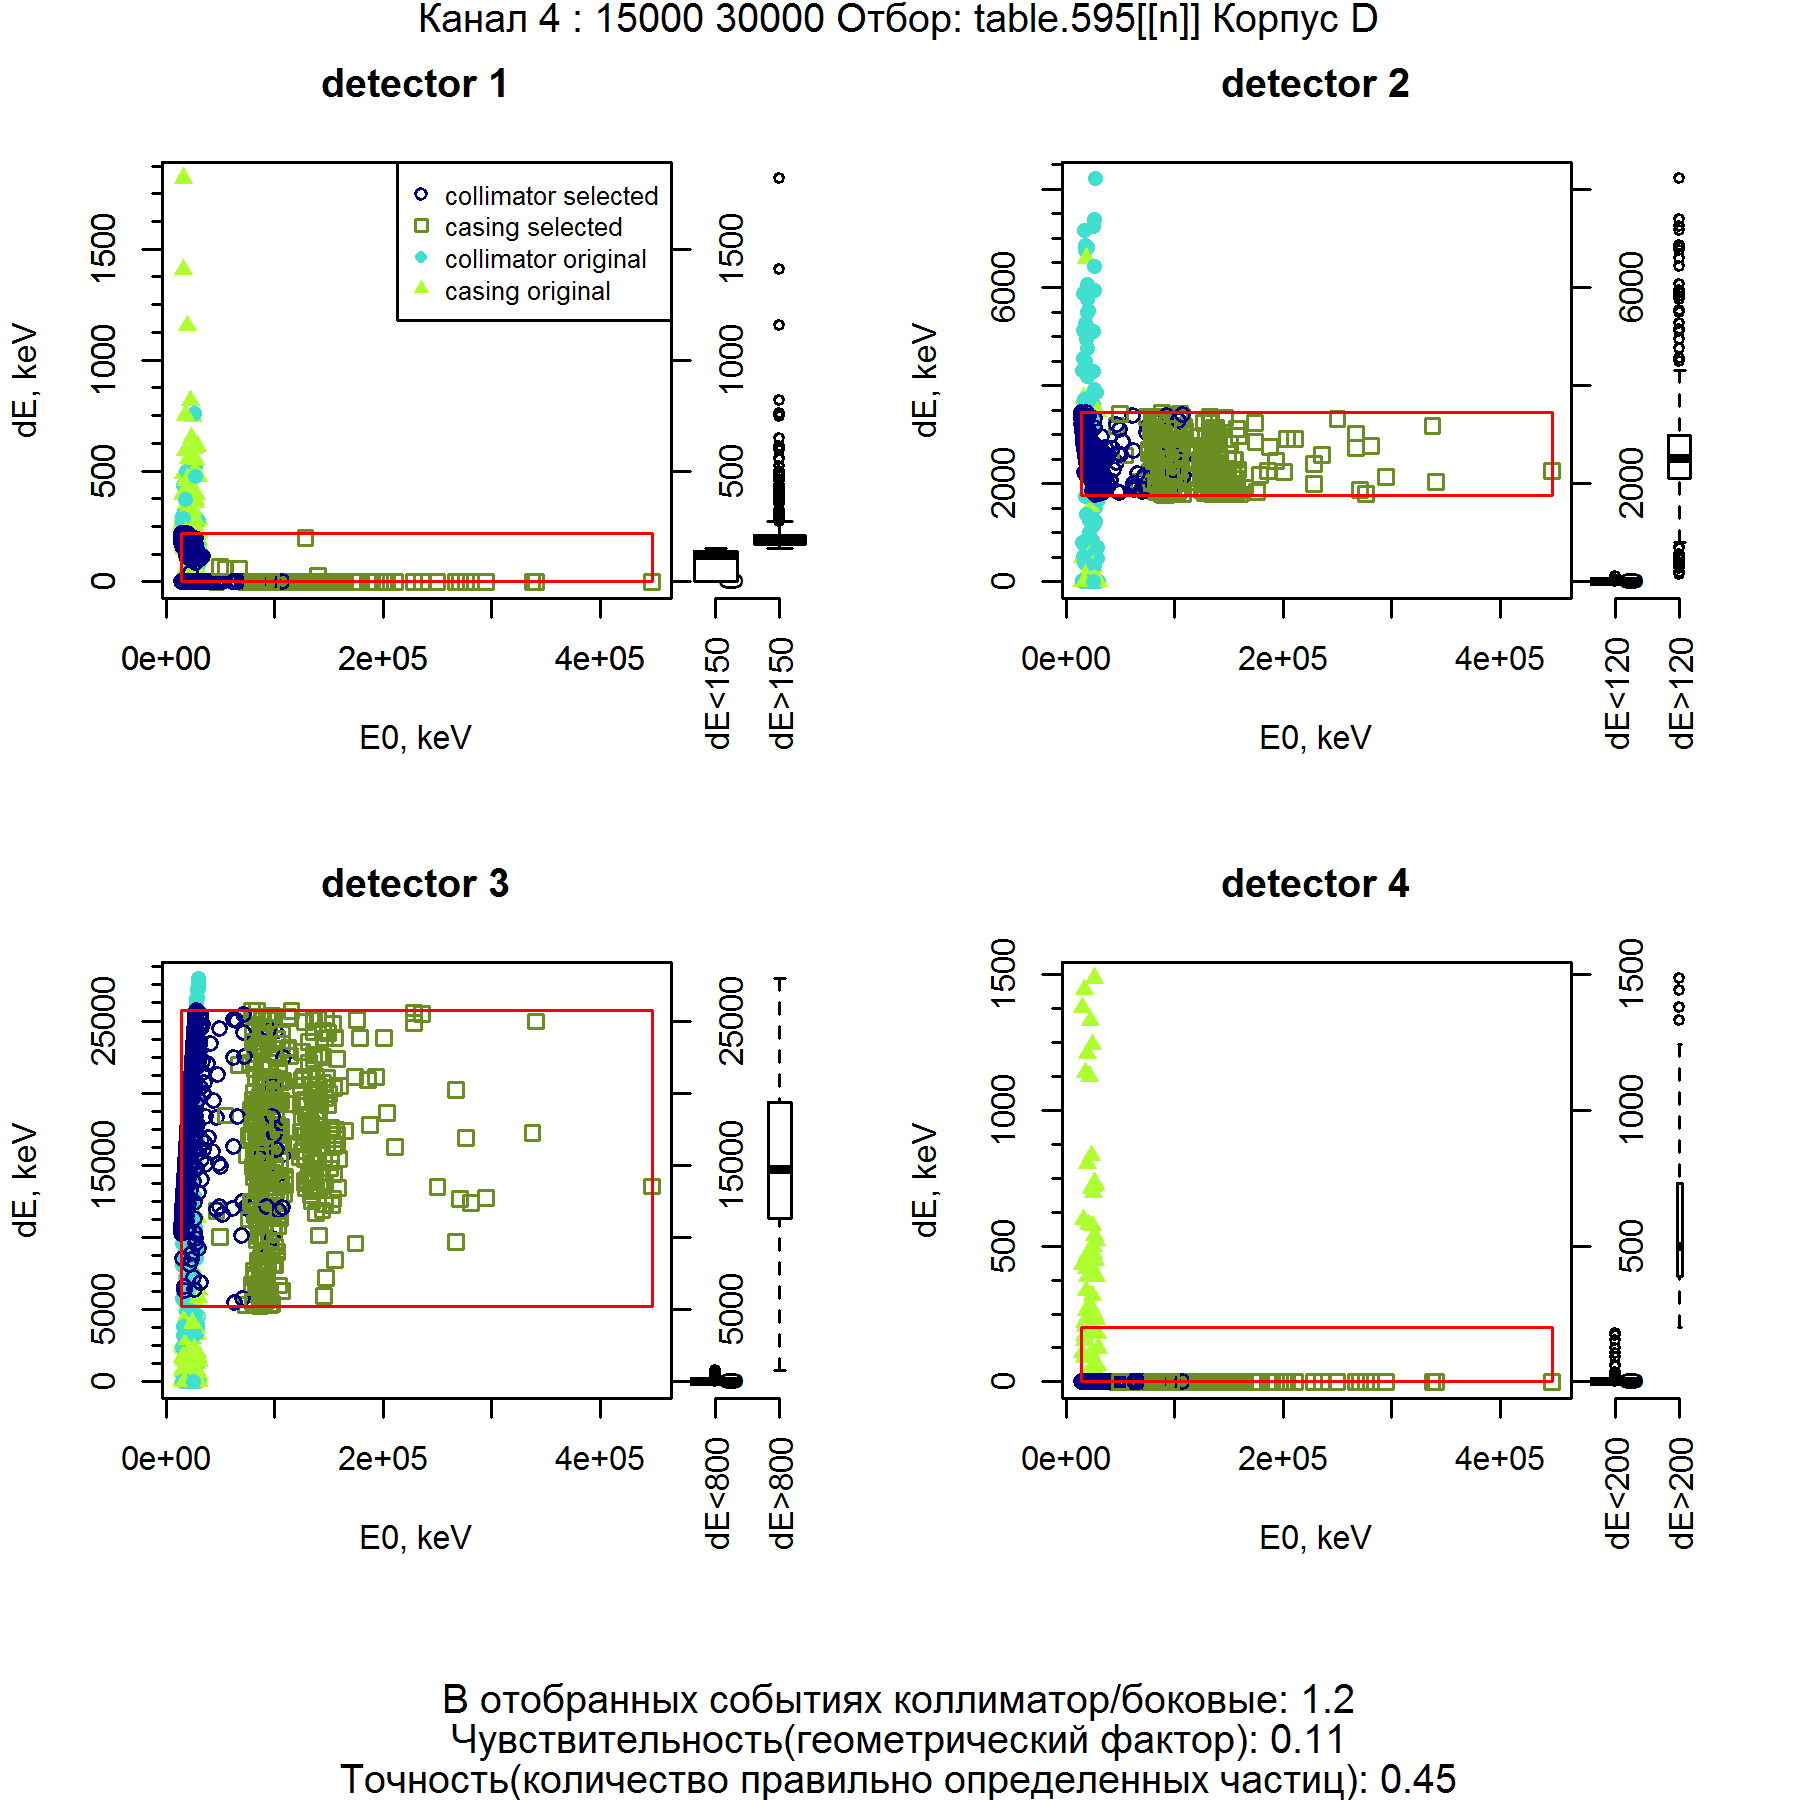 Канал 4 : 15000 30000 Отбор: table.595[[n]] Корпус D
detector 1
dE, keV
0 500 1000 1500
collimator selected
casing selected
collimator original
casing original
0 500 1000 1500
0e+00 2e+05 4e+05
E0, keV
dE<150
dE>150
detector 2
dE, keV
0 2000 6000
2000 6000
0e+00 2e+05 4e+05
E0, keV
dE<120
dE>120
detector 3
dE, keV
0 5000 15000 25000
5000 15000 25000
0e+00 2e+05 4e+05
E0, keV
dE<800
dE>800
detector 4
dE, keV
0 500 1000 1500
500 1000 1500
0e+00 2e+05 4e+05
E0, keV
dE<200
dE>200
В отобранных событиях коллиматор/боковые: 1.2
Чувствительность(геометрический фактор): 0.11
Точность(количество правильно определенных частиц): 0.45